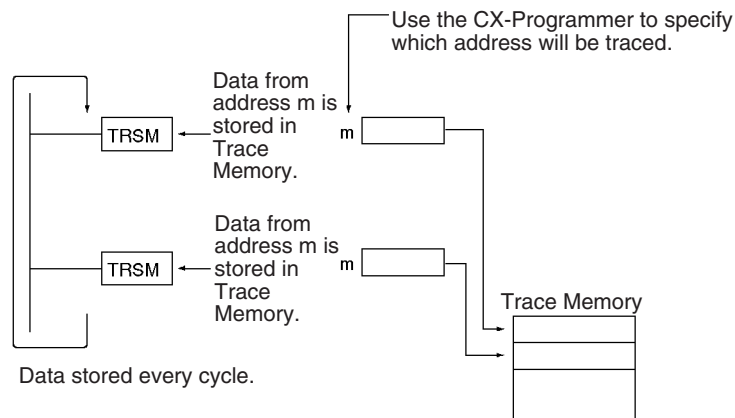 Use the CX-Programmer to specify
which address will be traced.
Data from
address m is
stored in
Trace
Memory.
TRSM
m
Data from
address m is
stored in
Trace
Memory.
TRSM
m
Trace Memory
Data stored every cycle.